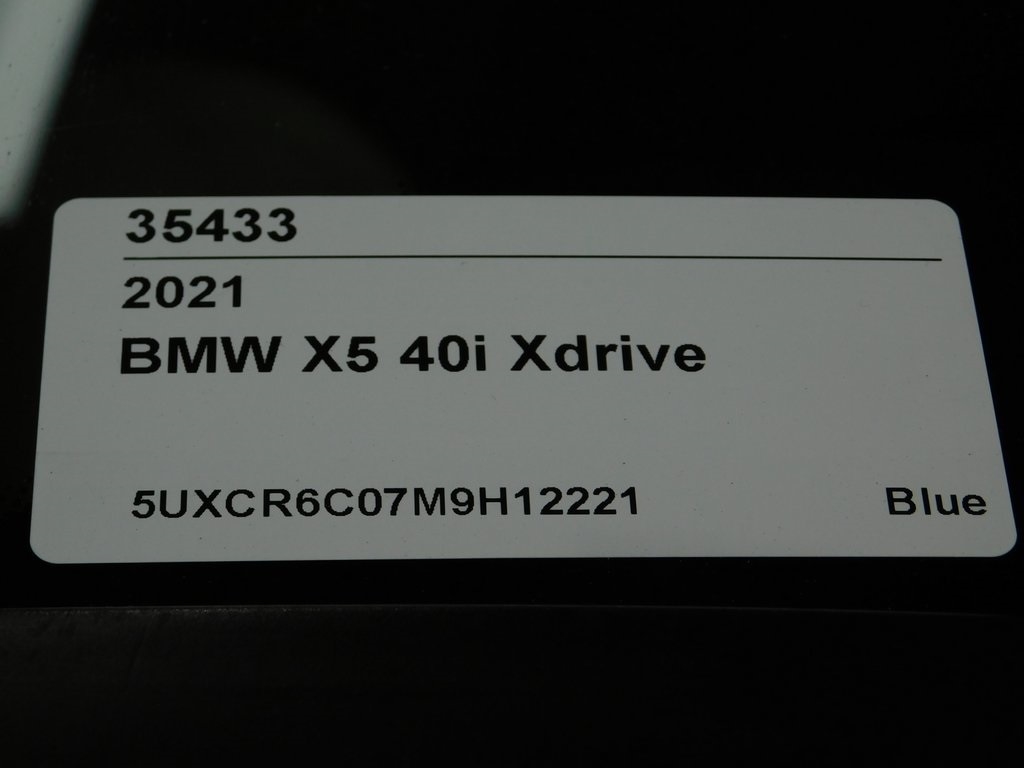 35433
2021
BMW X5 40i Xdrive
5UXCR6C07M9H12221 Blue